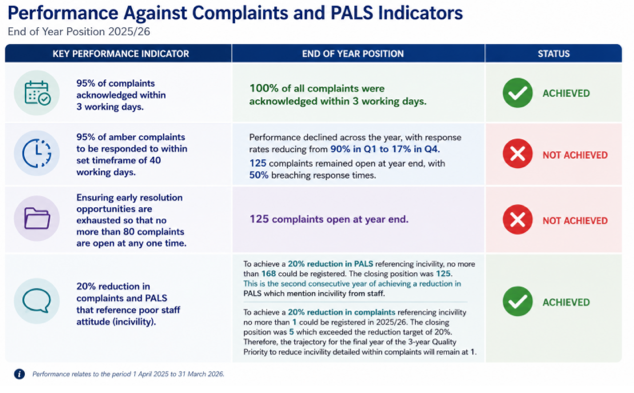 Performance Against Complaints and PALS Indicators
End of Year Position 2025/26
KEY PERFORMANCE INDICATOR
END OF YEAR POSITION
STATUS
95% of complaints
acknowledged within
3 working days.
100% of all complaints were
acknowledged within 3 working days.
ACHIEVED
95% of amber complaints
to be responded to within
set timeframe of 40
working days.
Performance declined across the year, with response
rates reducing from 90% in Q1 to 17% in Q4.
125 complaints remained open at year end, with
50% breaching response times.
NOT ACHIEVED
Ensuring early resolution
opportunities are
exhausted so that no
more than 80 complaints
are open at any one time.
125 complaints open at year end.
NOT ACHIEVED
20% reduction in
complaints and PALS
that reference poor staff
attitude (incivility).
To achieve a 20% reduction in PALS referencing incivility, no more
than 168 could be registered. The closing position was 125.
This is the second consecutive year of achieving a reduction in
PALS which mention incivility from staff.
To achieve a 20% reduction in complaints referencing incivility
no more than 1 could be registered in 2025/26. The closing
position was 5 which exceeded the reduction target of 20%.
Therefore, the trajectory for the final year of the 3-year Quality
Priority to reduce incivility detailed within complaints will remain at 1.
ACHIEVED
i Performance relates to the period 1 April 2025 to 31 March 2026.